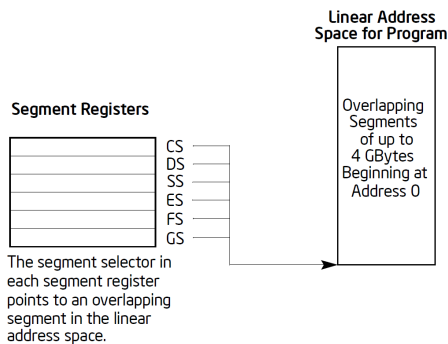 Linear Address
Space for Program
Segment Registers
CS
DS
SS
ES
FS
GS
Overlapping
Segments
of up to
4 GBytes
Beginning at
Address 0
The segment selector in
each segment register
points to an overlapping
segment in the linear
address space.